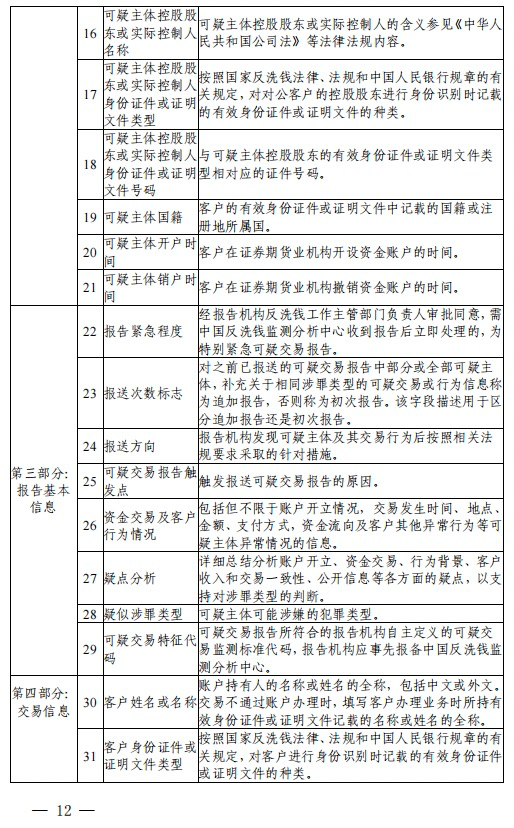 16
可疑主体控股股
东或实际控制人
名称
可疑主体控股股东或实际控制人的含义参见《中华人
民共和国公司法》等法律法规内容。
17
可疑主体控股股
东或实际控制人
身份证件或证明
文件类型
按照国家反洗钱法律、法规和中国人民银行规章的有
关规定，对对公客户的控股股东进行身份识别时记载
的有效身份证件或证明文件的种类。
18
可疑主体控股股
东或实际控制人
身份证件或证明
文件号码
与可疑主体控股股东的有效身份证件或证明文件类
型相对应的证件号码。
19
可疑主体国籍
客户的有效身份证件或证明文件中记载的国籍或注
册地所属国。
20
可疑主体开户时
间
客户在证券期货业机构开设资金账户的时间。
21
可疑主体销户时
间
客户在证券期货业机构撤销资金账户的时间。
第三部分：
报告基本
信息
22
报告紧急程度
经报告机构反洗钱工作主管部门负责人审批同意，需
中国反洗钱监测分析中心收到报告后立即处理的，为
特别紧急可疑交易报告。
23
报送次数标志
对之前已报送的可疑交易报告中部分或全部可疑主
体，补充关于相同涉罪类型的可疑交易或行为信息称
为追加报告，否则称为初次报告。该字段描述用于区
分追加报告还是初次报告。
24
报送方向
报告机构发现可疑主体及其交易行为后按照相关法
规要求采取的针对措施。
25
可疑交易报告触
发点
触发报送可疑交易报告的原因。
26
资金交易及客户
行为情况
包括但不限于账户开立情况，交易发生时间、地点、
金额、支付方式，资金流向及客户其他异常行为等可
疑主体异常情况的信息。
27
疑点分析
详细总结分析账户开立、资金交易、行为背景、客户
收入和交易一致性、公开信息等各方面的疑点，以支
持对涉罪类型的判断。
28
疑似涉罪类型
可疑主体可能涉嫌的犯罪类型。
29
可疑交易特征代
码
可疑交易报告所符合的报告机构自主定义的可疑交
易监测标准代码，报告机构应事先报备中国反洗钱监
测分析中心。
第四部分：
交易信息
30
客户姓名或名称
账户持有人的名称或姓名的全称，包括中文或外文。
交易不通过账户办理时，填写客户办理业务时所持有
效身份证件或证明文件记载的名称或姓名的全称。
31
客户身份证件或
证明文件类型
按照国家反洗钱法律、法规和中国人民银行规章的有
关规定，对客户进行身份识别时记载的有效身份证件
或证明文件的种类。
— 12 —